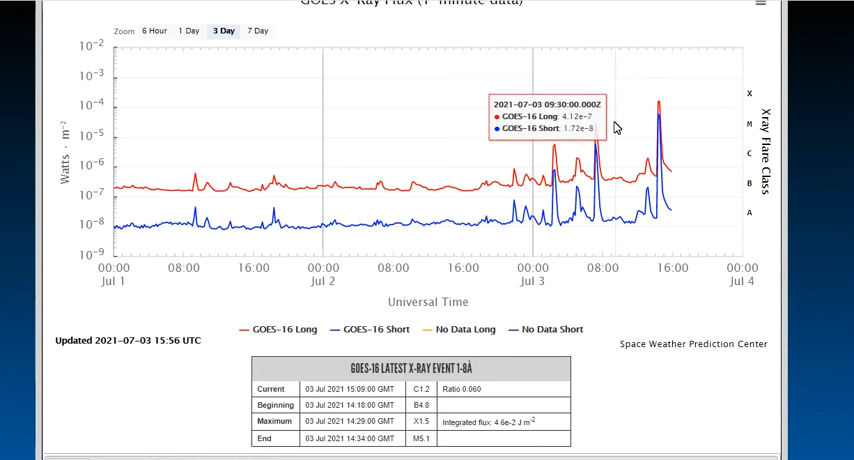 GOES X-Ray Flux (1-minute data)
Zoom 6 Hour 1 Day 3 Day 7 Day
10-2
10-3
10-4
10-5
10-6
10-7
10-8
10-9
Watts · m-2
X
M
C
B
A
Xray Flare Class
2021-07-03 09:30:00.000Z
GOES-16 Long: 4.12e-7
GOES-16 Short: 1.72e-8
00:00 08:00 16:00 00:00 08:00 16:00 00:00 08:00 16:00 00:00
Jul 1 Jul 2 Jul 3 Jul 4
Universal Time
GOES-16 Long GOES-16 Short No Data Long No Data Short
Updated 2021-07-03 15:56 UTC
Space Weather Prediction Center
GOES-16 LATEST X-RAY EVENT 1-8Å
Current 03 Jul 2021 15:09:00 GMT C1.2 Ratio 0.060
Beginning 03 Jul 2021 14:18:00 GMT B4.8
Maximum 03 Jul 2021 14:29:00 GMT X1.5 Integrated flux: 4.6e-2 J m-2
End 03 Jul 2021 14:34:00 GMT M5.1